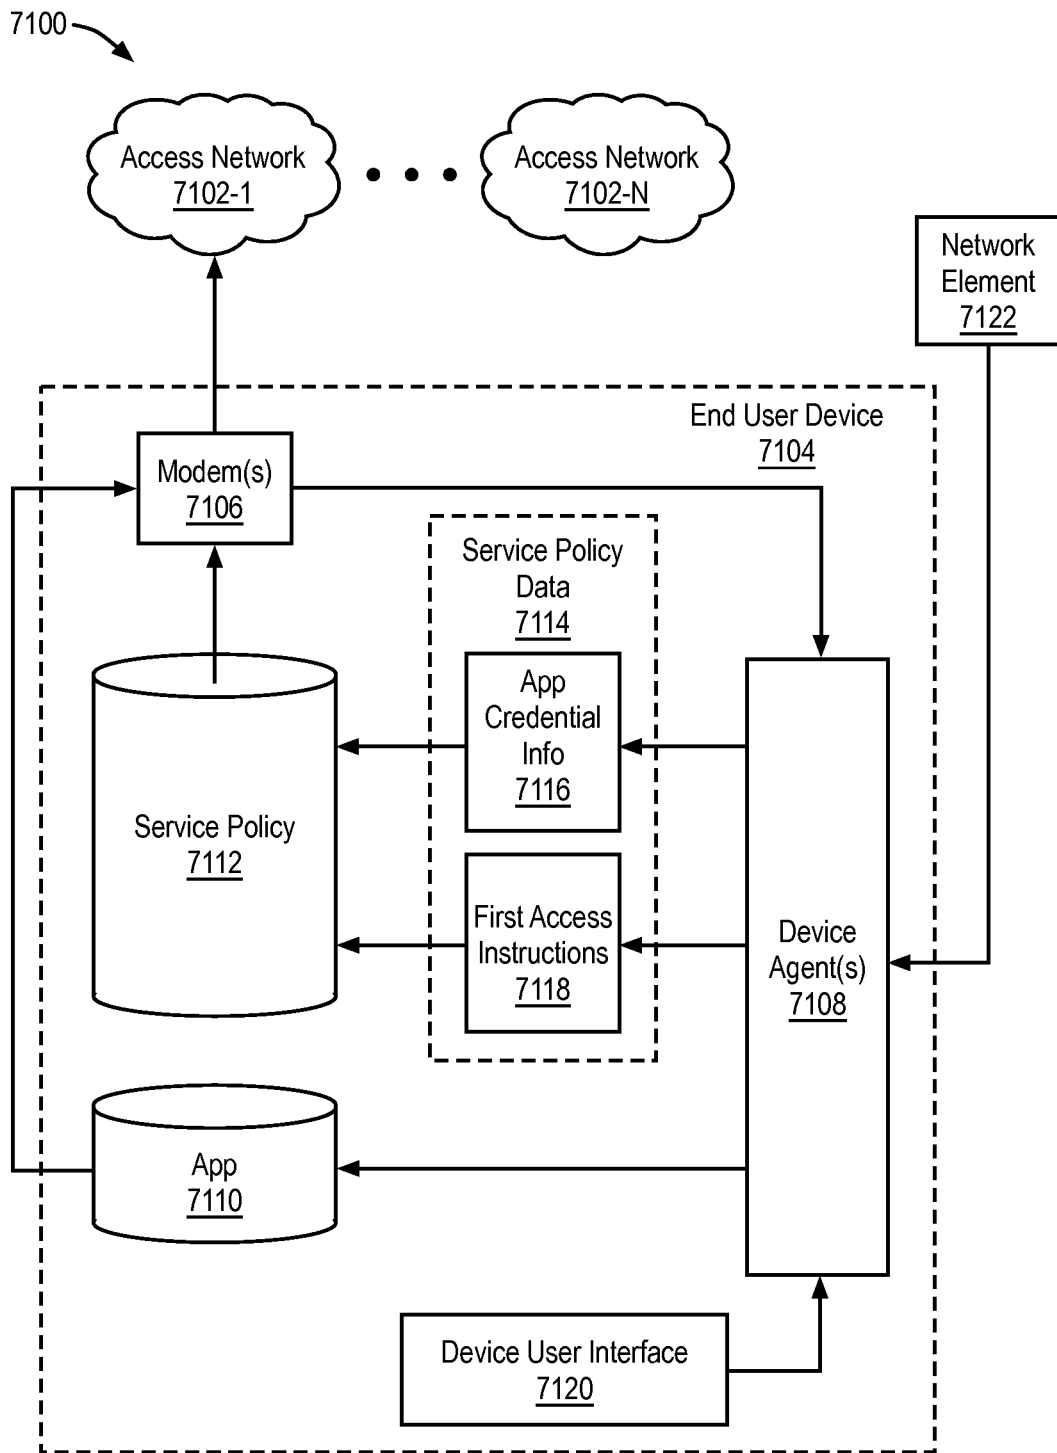 7100
Access Network
7102-1
Access Network
7102-N
Network
Element
7122
End User Device
7104
Modem(s)
7106
Service Policy
Data
7114
App
Credential
Info
7116
Service Policy
7112
First Access
Instructions
7118
Device
Agent(s)
7108
App
7110
Device User Interface
7120